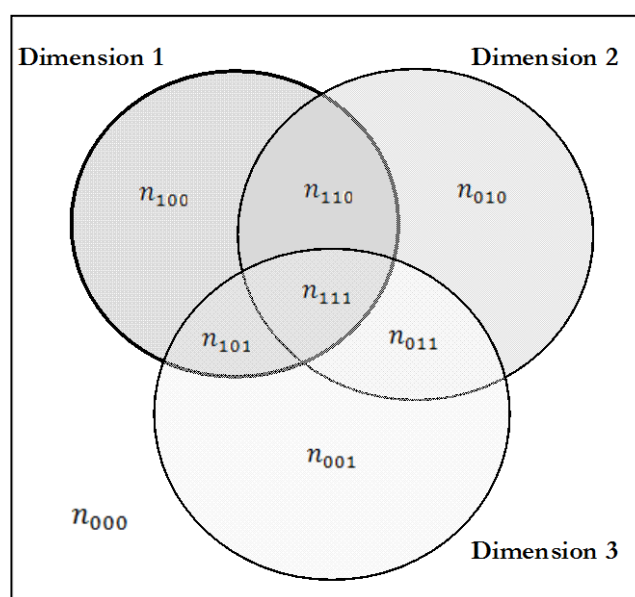 Dimension 1
Dimension 2
n₁₀₀
n₁₁₀
n₀₁₀
n₁₁₁
n₁₀₁
n₀₁₁
n₀₀₁
n₀₀₀
Dimension 3